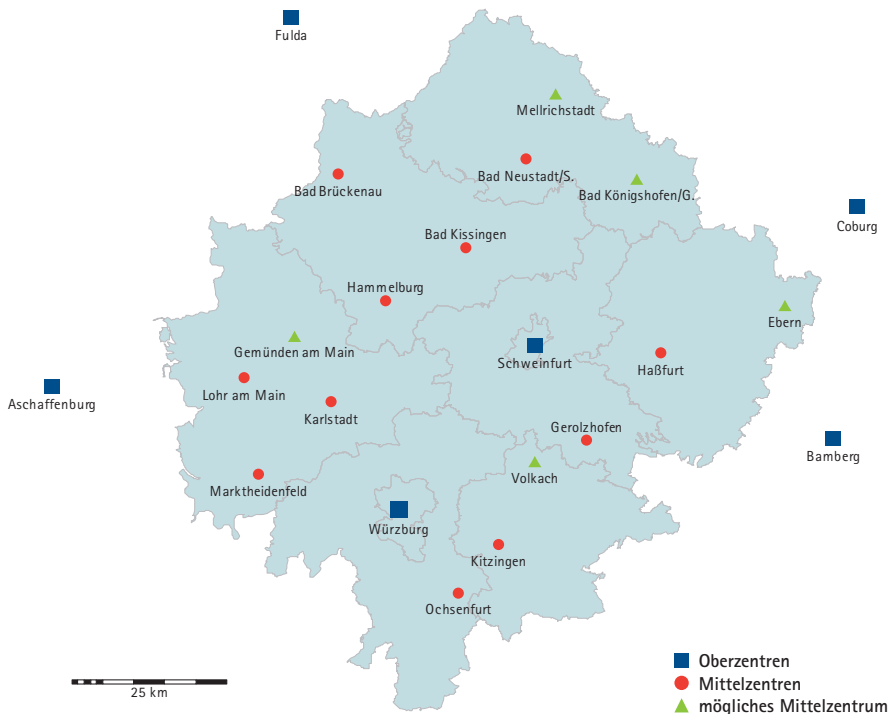 Fulda
Mellrichstadt
Bad Neustadt/S.
Bad Brückenau
Bad Königshofen/G.
Coburg
Bad Kissingen
Hammelburg
Ebern
Gemünden am Main
Schweinfurt
Haßfurt
Lohr am Main
Aschaffenburg
Karlstadt
Gerolzhofen
Bamberg
Volkach
Marktheidenfeld
Würzburg
Kitzingen
Ochsenfurt
25 km
Oberzentren
Mittelzentren
mögliches Mittelzentrum